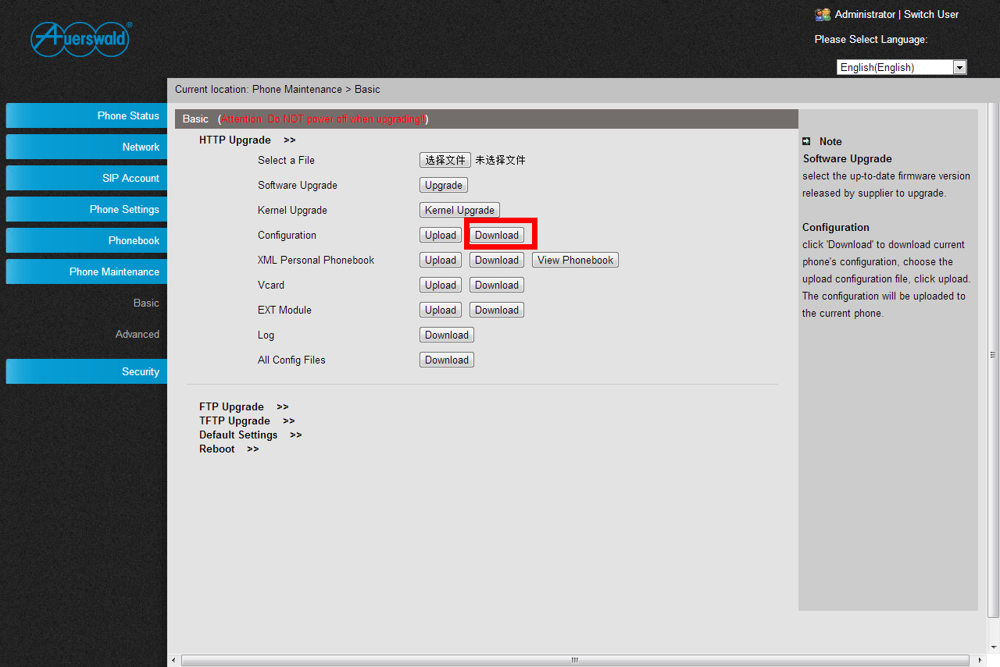 Auerswald®
Administrator | Switch User
Please Select Language:
English(English)
Current location: Phone Maintenance > Basic
Phone Status
Network
SIP Account
Phone Settings
Phonebook
Phone Maintenance
Basic
Advanced
Security
Basic (Attention: Do NOT power off when upgrading!!)
HTTP Upgrade >>
Select a File 选择文件 未选择文件
Software Upgrade Upgrade
Kernel Upgrade Kernel Upgrade
Configuration Upload Download
XML Personal Phonebook Upload Download View Phonebook
Vcard Upload Download
EXT Module Upload Download
Log Download
All Config Files Download
FTP Upgrade >>
TFTP Upgrade >>
Default Settings >>
Reboot >>
Note
Software Upgrade
select the up-to-date firmware version
released by supplier to upgrade.
Configuration
click 'Download' to download current
phone's configuration, choose the
upload configuration file, click upload.
The configuration will be uploaded to
the current phone.